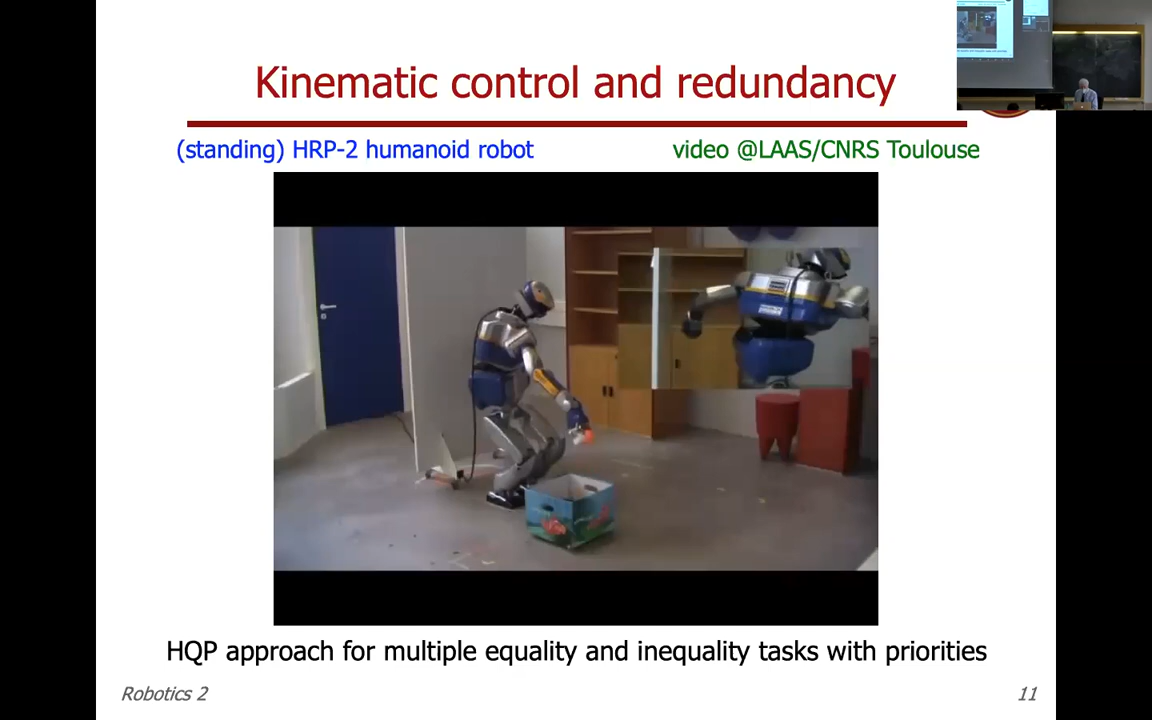 Kinematic control and redundancy
(standing) HRP-2 humanoid robot
video @LAAS/CNRS Toulouse
HQP approach for multiple equality and inequality tasks with priorities
Robotics 2
11